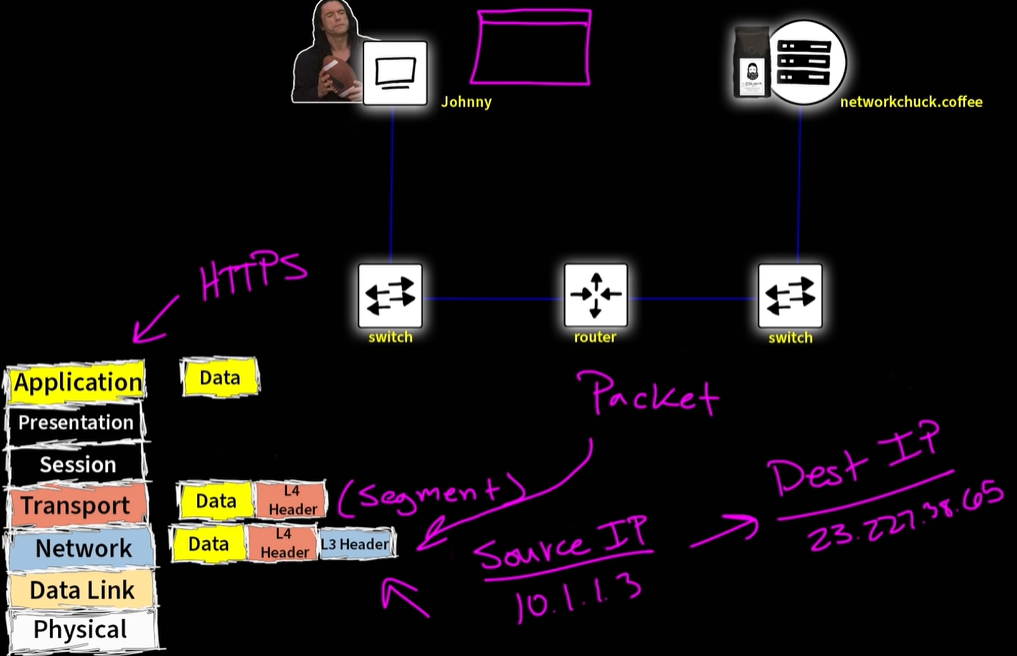 Johnny
networkchuck.coffee
HTTPS
switch
router
switch
Application
Data
Packet
Presentation
Session
Transport
Data
L4
Header
(Segment)
Dest IP
23.227.38.65
Network
Data
L4
Header
L3 Header
Source IP
10.1.1.3
Data Link
Physical